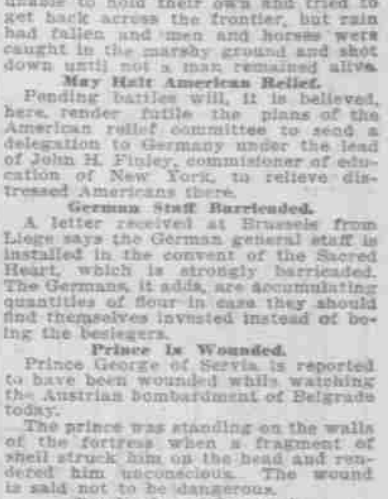 unable to hold their own and tried to
get back across the frontier, but rain
had fallen and men and horses were
caught in the marshy ground and shot
down until not a man remained alive.
May Halt American Relief.
Pending battles will, it is believed,
here, render futile the plans of the
American relief committee to send a
delegation to Germany under the lead
of John H. Finley, commisioner of edu-
cation of New York, to relieve dis-
tressed Americans there.
German Staff Barricaded.
A letter received at Brussels from
Liege says the German general staff is
installed in the convent of the Sacred
Heart, which is strongly barricaded.
The Germans, it adds, are accumulating
quantities of flour in case they should
find themselves invested instead of be-
ing the besiegers.
Prince Is Wounded.
Prince George of Servia is reported
to have been wounded while watching
the Austrian bombardment of Belgrade
today.
The prince was standing on the walls
of the fortress when a fragment of
shell struck him on the head and ren-
dered him unconscious. The wound
is said not to be dangerous.